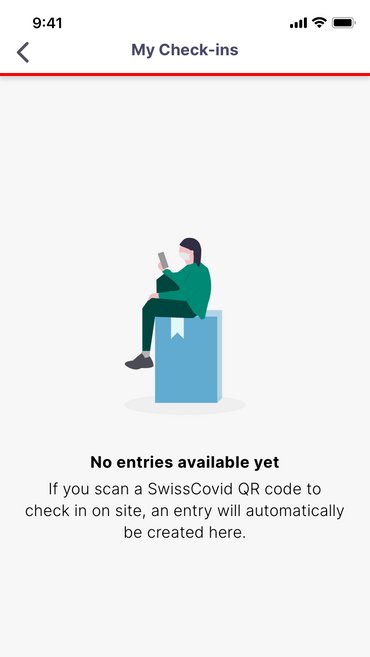 9:41
My Check-ins
No entries available yet
If you scan a SwissCovid QR code to
check in on site, an entry will automatically
be created here.